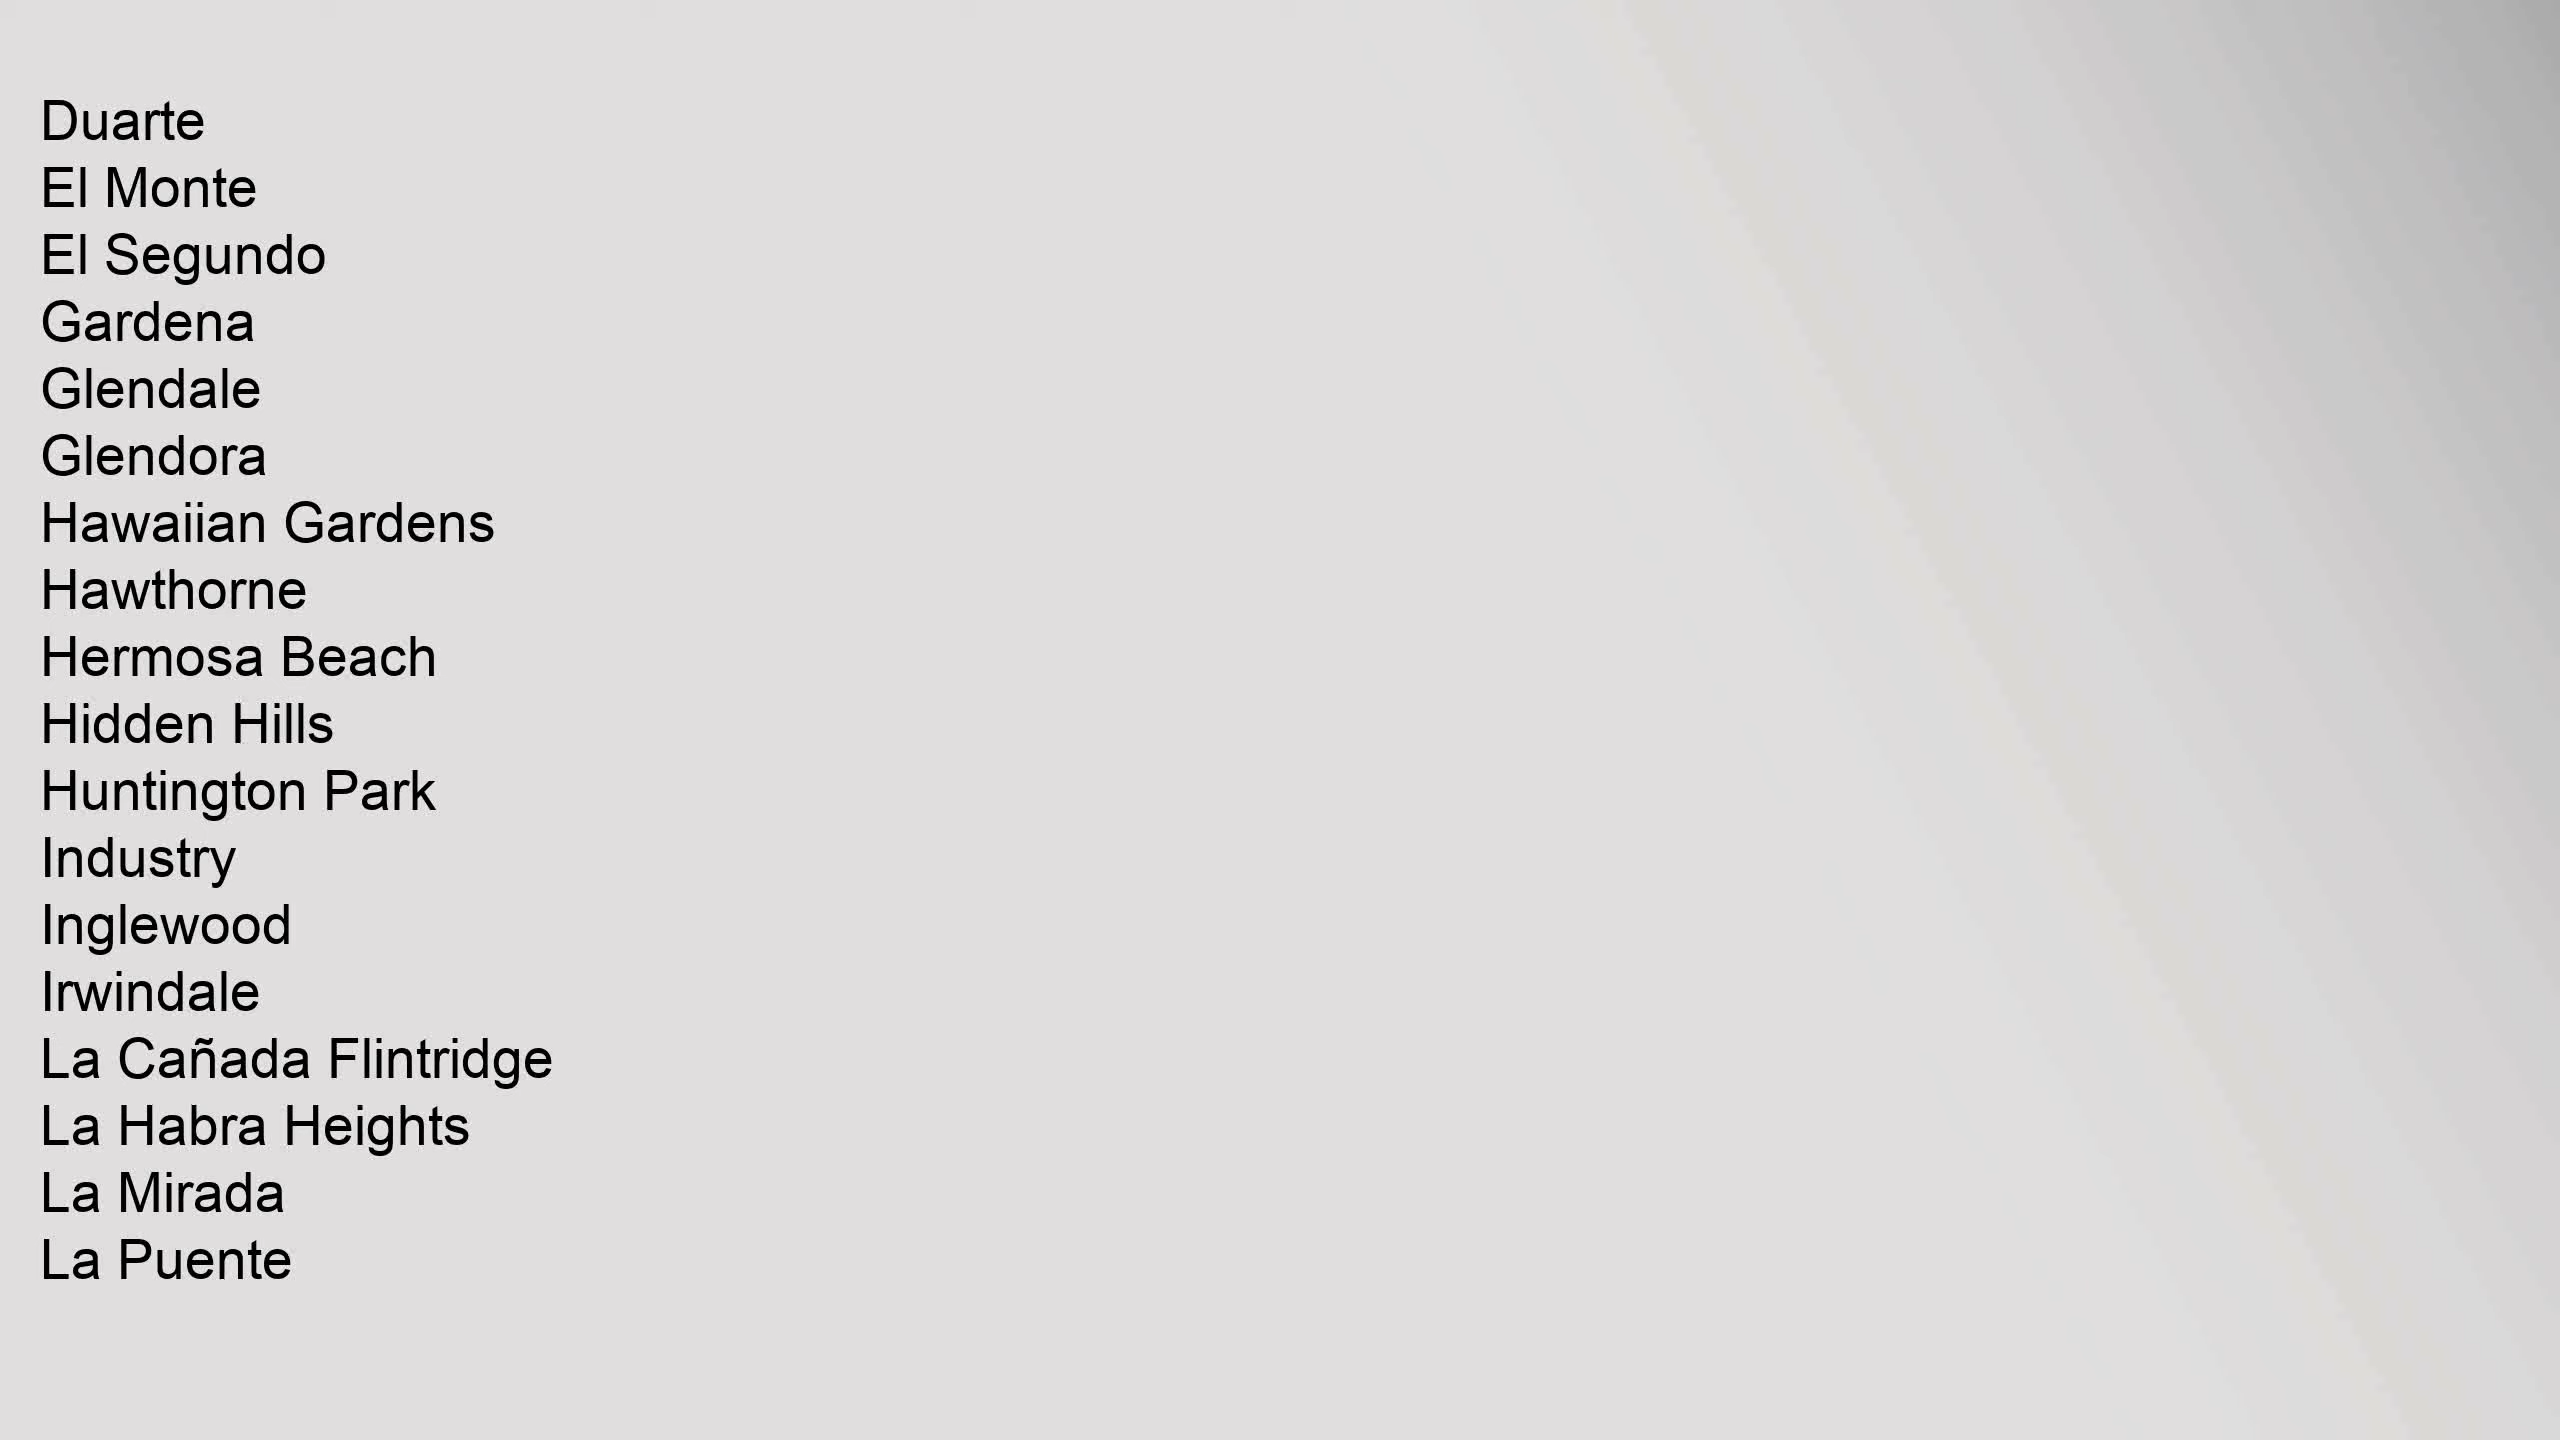 Duarte
El Monte
El Segundo
Gardena
Glendale
Glendora
Hawaiian Gardens
Hawthorne
Hermosa Beach
Hidden Hills
Huntington Park
Industry
Inglewood
Irwindale
La Cañada Flintridge
La Habra Heights
La Mirada
La Puente